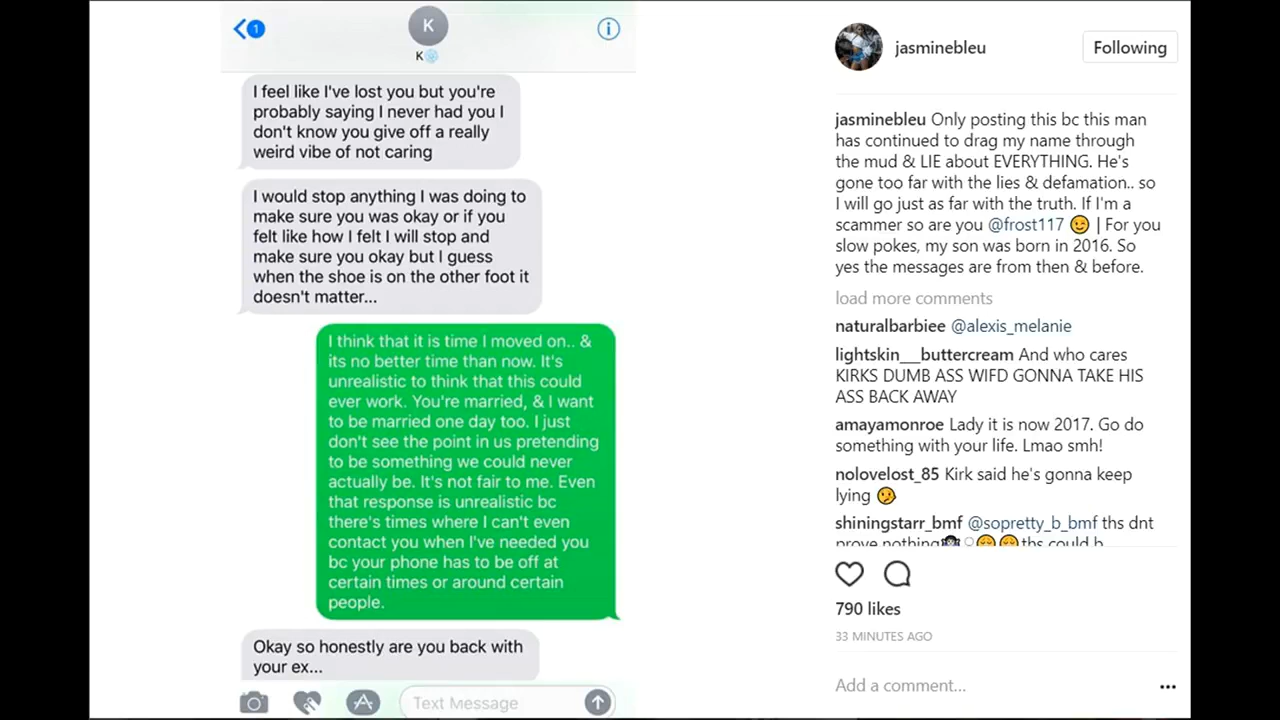 1
K
K
I feel like I've lost you but you're
probably saying I never had you I
don't know you give off a really
weird vibe of not caring
I would stop anything I was doing to
make sure you was okay or if you
felt like how I felt I will stop and
make sure you okay but I guess
when the shoe is on the other foot it
doesn't matter...
I think that it is time I moved on.. &
its no better time than now. It's
unrealistic to think that this could
ever work. You're married, & I want
to be married one day too. I just
don't see the point in us pretending
to be something we could never
actually be. It's not fair to me. Even
that response is unrealistic bc
there's times where I can't even
contact you when I've needed you
bc your phone has to be off at
certain times or around certain
people.
Okay so honestly are you back with
your ex...
Text Message
jasminebleu
Following
jasminebleu Only posting this bc this man
has continued to drag my name through
the mud & LIE about EVERYTHING. He's
gone too far with the lies & defamation.. so
I will go just as far with the truth. If I'm a
scammer so are you @frost117 😉 | For you
slow pokes, my son was born in 2016. So
yes the messages are from then & before.
load more comments
naturalbarbiee @alexis_melanie
lightskin__buttercream And who cares
KIRKS DUMB ASS WIFD GONNA TAKE HIS
ASS BACK AWAY
amayamonroe Lady it is now 2017. Go do
something with your life. Lmao smh!
nolovelost_85 Kirk said he's gonna keep
lying 🤔
shiningstarr_bmf @sopretty_b_bmf ths dnt
prove nothing 😌😌ths could b
790 likes
33 MINUTES AGO
Add a comment...